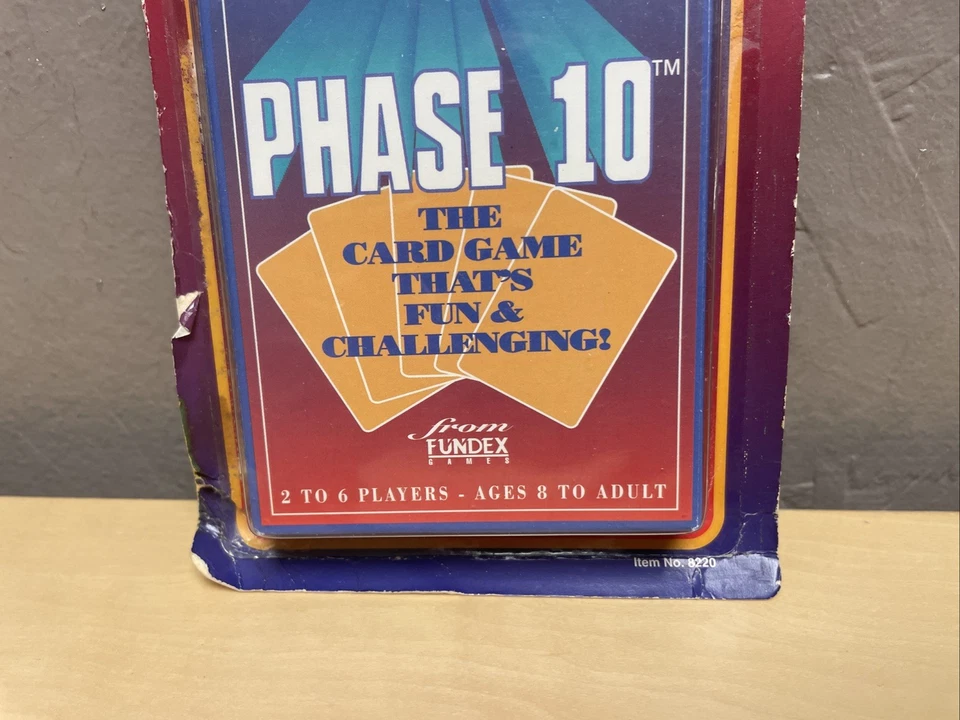 PHASE 10™
THE
CARD GAME
THAT'S
FUN &
CHALLENGING!
from
FUNDEX
GAMES
2 TO 6 PLAYERS - AGES 8 TO ADULT
Item No. 8220